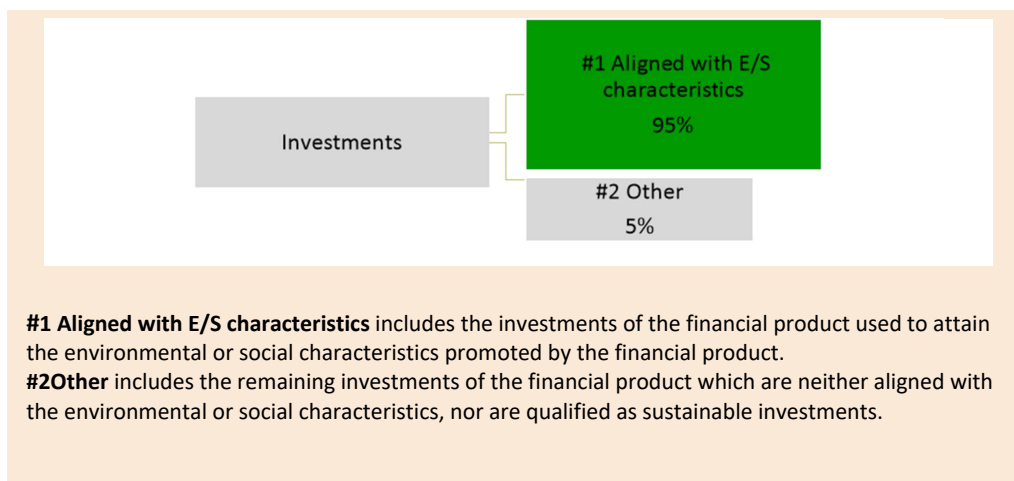 #1 Aligned with E/S
characteristics
95%
Investments
#2 Other
5%
#1 Aligned with E/S characteristics includes the investments of the financial product used to attain
the environmental or social characteristics promoted by the financial product.
#2Other includes the remaining investments of the financial product which are neither aligned with
the environmental or social characteristics, nor are qualified as sustainable investments.